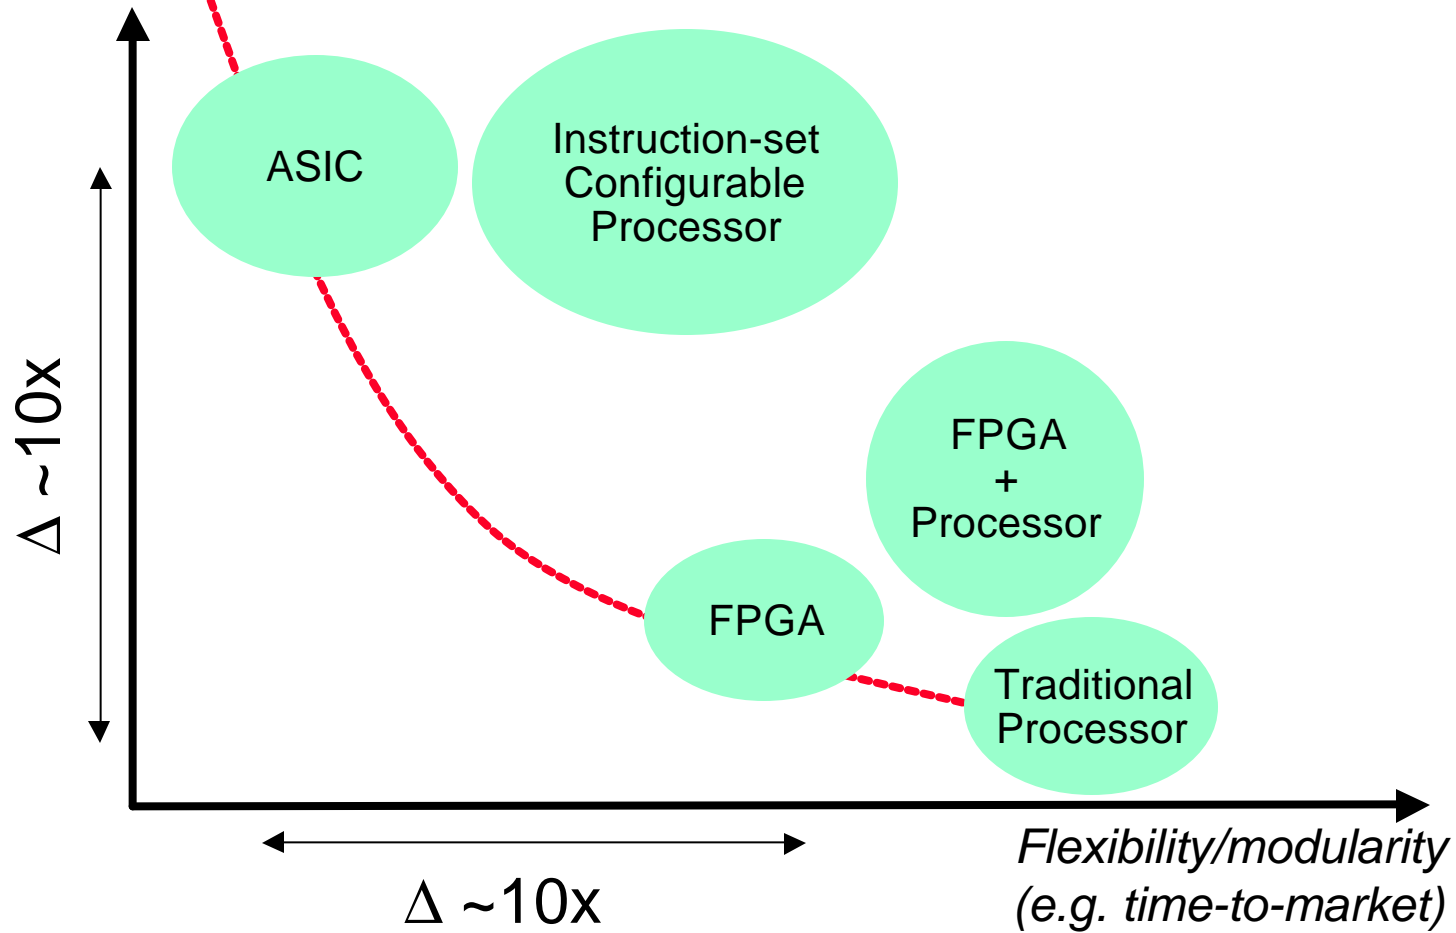 ASIC
Instruction-set
Configurable
Processor
Δ ~10x
FPGA
+
Processor
FPGA
Traditional
Processor
Flexibility/modularity
(e.g. time-to-market)
Δ ~10x